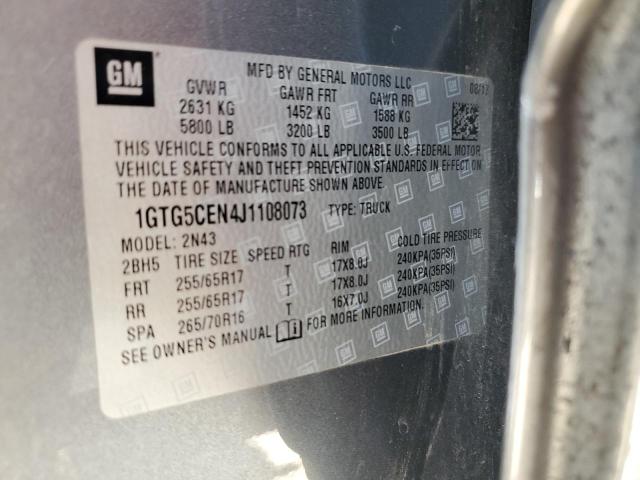 GM
MFD BY GENERAL MOTORS LLC
08/17
GVWR GAWR FRT GAWR RR
2631 KG 1452 KG 1588 KG
5800 LB 3200 LB 3500 LB
THIS VEHICLE CONFORMS TO ALL APPLICABLE U.S. FEDERAL MOTOR
VEHICLE SAFETY AND THEFT PREVENTION STANDARDS IN EFFECT ON
THE DATE OF MANUFACTURE SHOWN ABOVE.
1GTG5CEN4J1108073 TYPE: TRUCK
MODEL: 2N43
2BH5 TIRE SIZE SPEED RTG RIM COLD TIRE PRESSURE
FRT 255/65R17 T 17X8.0J 240KPA(35PSI)
RR 255/65R17 T 17X8.0J 240KPA(35PSI)
SPA 265/70R16 T 16X7.0J 240KPA(35PSI)
SEE OWNER'S MANUAL FOR MORE INFORMATION.